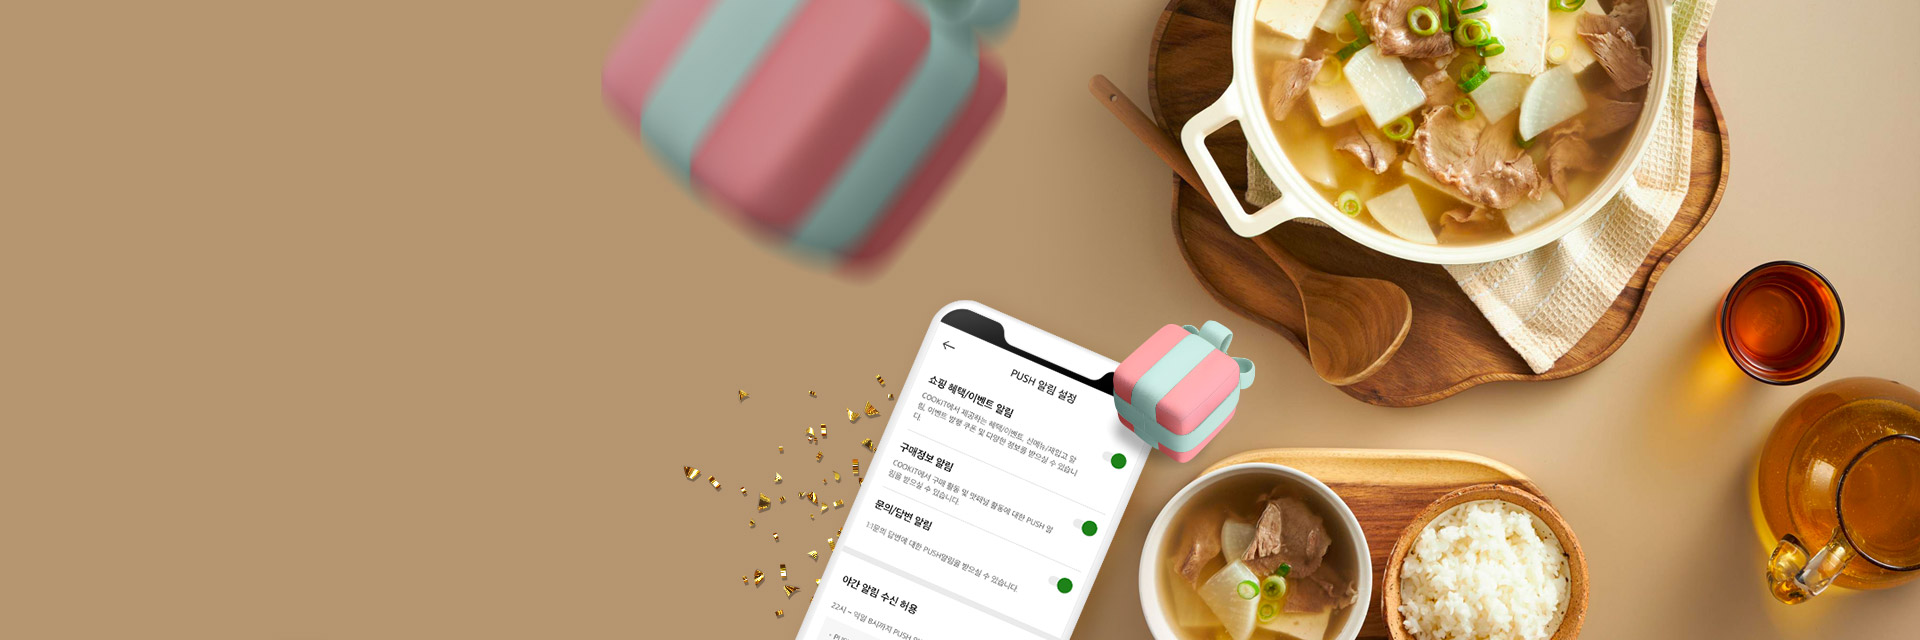 PUSH 알림 설정
쇼핑 혜택/이벤트 알림
COOKIT에서 제공하는 혜택/이벤트, 신메뉴/재입고 알
림, 이벤트 발행 쿠폰 및 다양한 정보를 받으실 수 있습니
다.
구매정보 알림
COOKIT에서 구매 활동 및 맛패널 활동에 대한 PUSH 알
림을 받으실 수 있습니다.
문의/답변 알림
1:1문의 답변에 대한 PUSH알림을 받으실 수 있습니다.
야간 알림 수신 허용
22시 ~ 익일 8시까지 PUSH